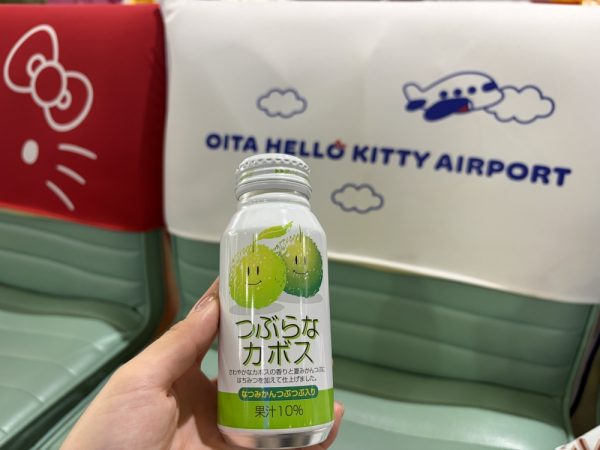 OITA HELLO KITTY AIRPORT
つぶらな
カボス
さわやかなカボスの香りと夏みかんつぶに
はちみつを加えて仕上げました。
なつみかんつぶつぶ入り
果汁10%